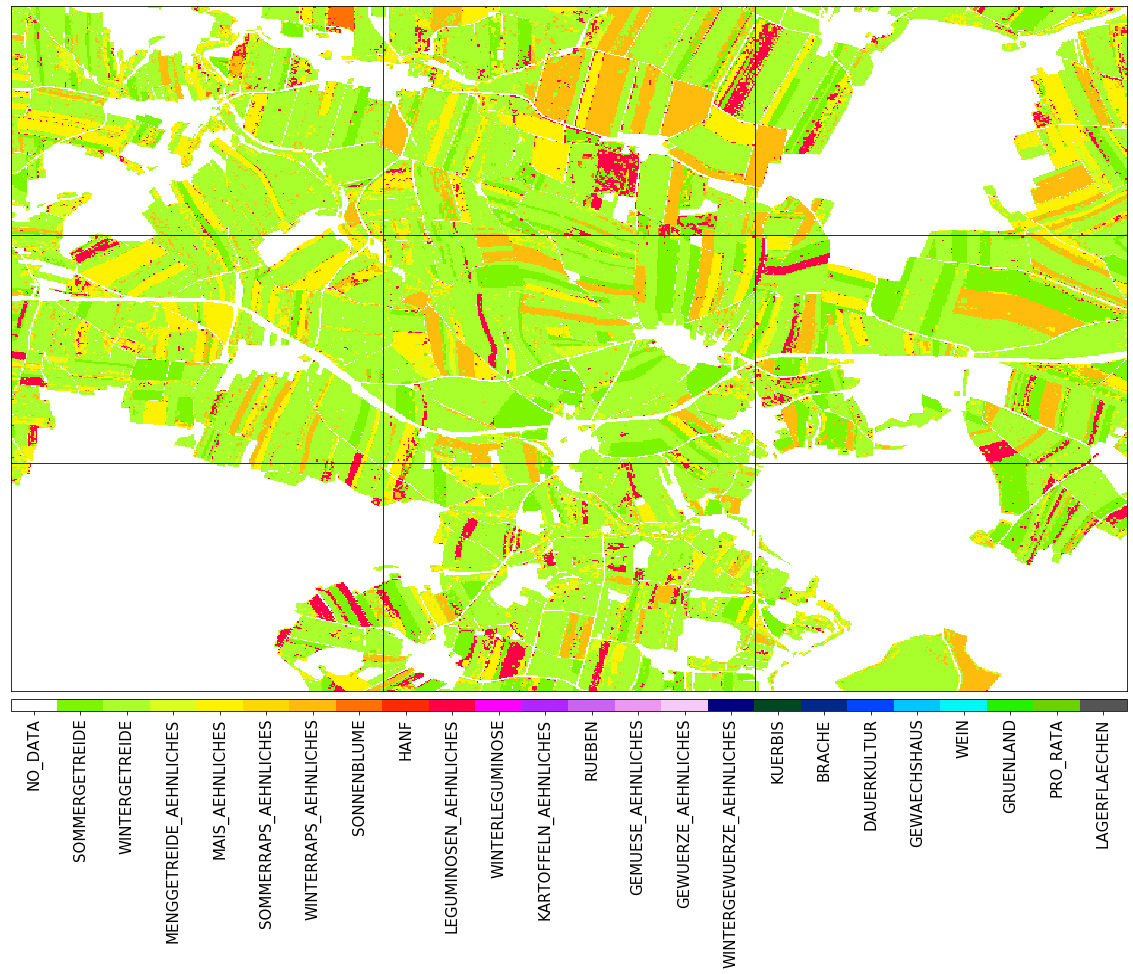 NO_DATA
SOMMERGETREIDE
WINTERGETREIDE
MENGGETREIDE_AEHNLICHES
MAIS_AEHNLICHES
SOMMERRAPS_AEHNLICHES
WINTERRAPS_AEHNLICHES
SONNENBLUME
HANF
LEGUMINOSEN_AEHNLICHES
WINTERLEGUMINOSE
KARTOFFELN_AEHNLICHES
RUEBEN
GEMUESE_AEHNLICHES
GEWUERZE_AEHNLICHES
WINTERGEWUERZE_AEHNLICHES
KUERBIS
BRACHE
DAUERKULTUR
GEWAECHSHAUS
WEIN
GRUENLAND
PRO_RATA
LAGERFLAECHEN